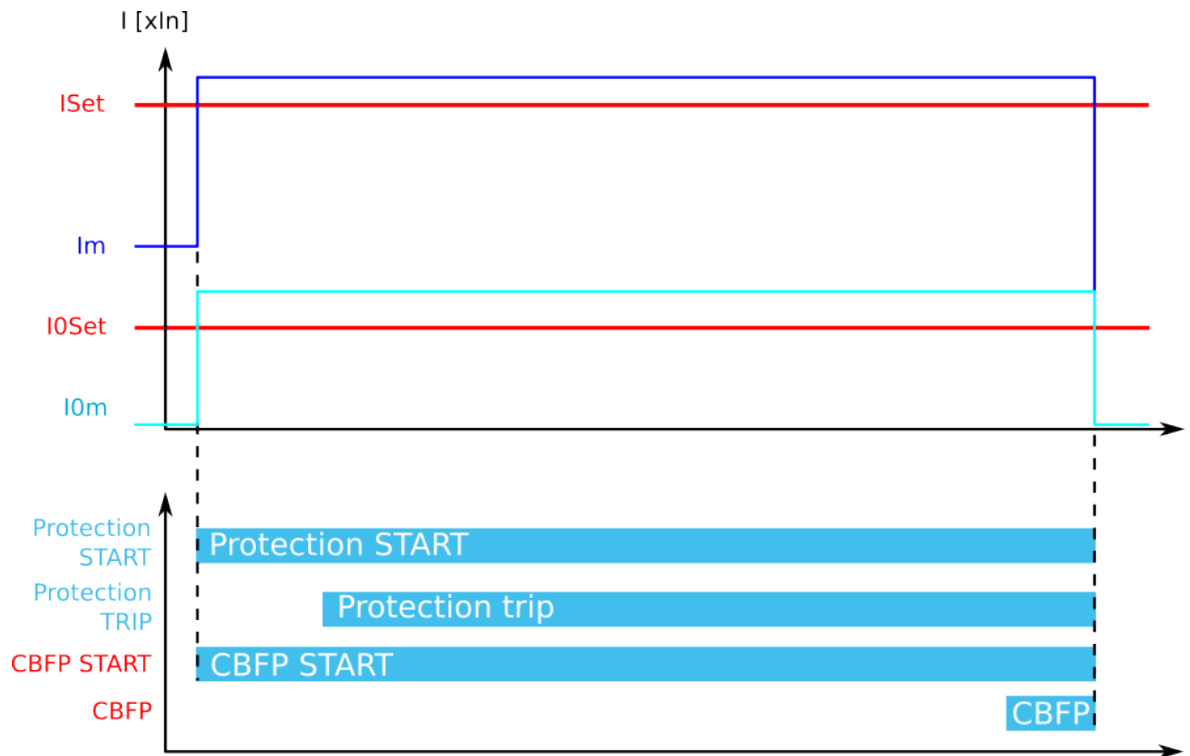 I [xIn]
ISet
Im
I0Set
I0m
Protection
START
Protection START
Protection
TRIP
Protection trip
CBFP START
CBFP START
CBFP
CBFP